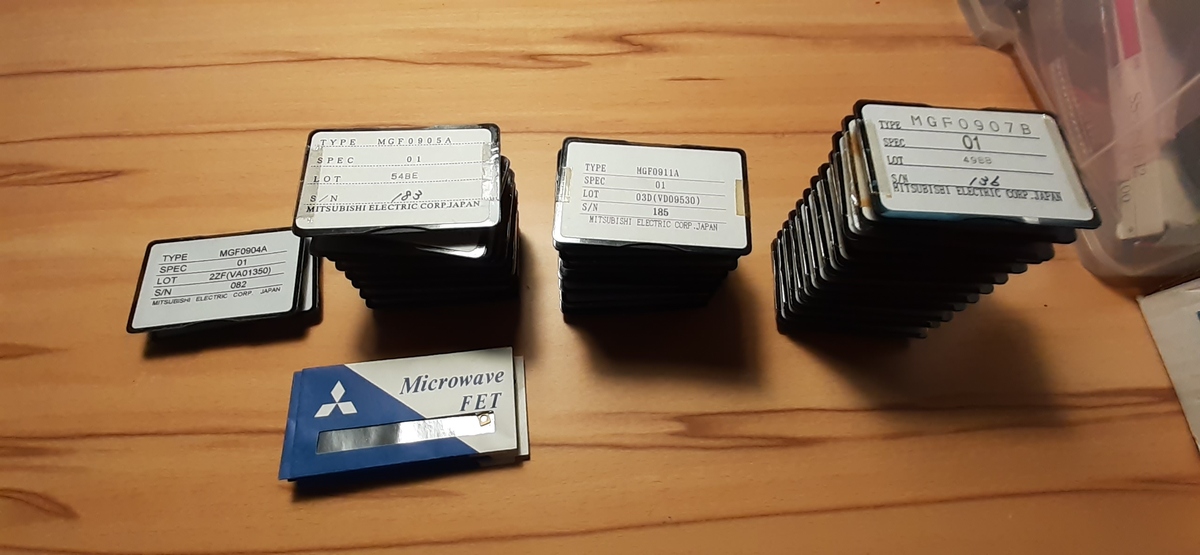 TYPE MGF0904A
SPEC 01
LOT 2ZF(VA01350)
S/N 082
MITSUBISHI ELECTRIC CORP. JAPAN
TYPE MGF0905A
SPEC 01
LOT 54BE
S/N 183
MITSUBISHI ELECTRIC CORP.JAPAN
TYPE MGF0911A
SPEC 01
LOT 03D(VD09530)
S/N 185
MITSUBISHI ELECTRIC CORP.JAPAN
TYPE MGF0907B
SPEC 01
LOT 49BB
S/N 136
MITSUBISHI ELECTRIC CORP.JAPAN
Microwave
FET